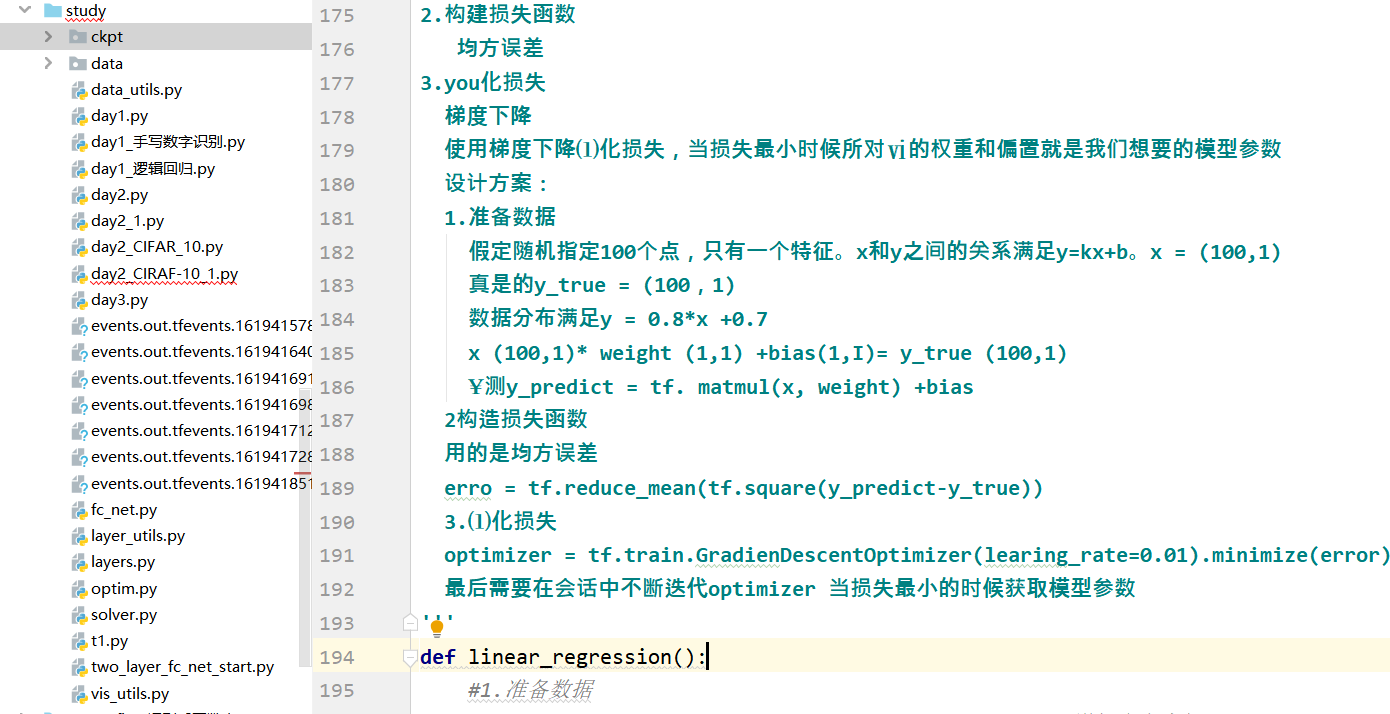 study
ckpt
data
data_utils.py
day1.py
day1_手写数字识别.py
day1_逻辑回归.py
day2.py
day2_1.py
day2_CIFAR_10.py
day2_CIRAF-10_1.py
day3.py
events.out.tfevents.161941578
events.out.tfevents.161941640
events.out.tfevents.161941691
events.out.tfevents.161941698
events.out.tfevents.161941712
events.out.tfevents.161941728
events.out.tfevents.161941851
fc_net.py
layer_utils.py
layers.py
optim.py
solver.py
t1.py
two_layer_fc_net_start.py
vis_utils.py
175 2.构建损失函数
176 均方误差
177 3.you化损失
178 梯度下降
179 使用梯度下降⑴化损失，当损失最小时候所对ⅵ的权重和偏置就是我们想要的模型参数
180 设计方案：
181 1.准备数据
182 假定随机指定100个点，只有一个特征。x和y之间的关系满足y=kx+b。x = (100,1)
183 真是的y_true = (100，1)
184 数据分布满足y = 0.8*x +0.7
185 x (100,1)* weight (1,1) +bias(1,I)= y_true (100,1)
186 ¥测y_predict = tf. matmul(x, weight) +bias
187 2构造损失函数
188 用的是均方误差
189 erro = tf.reduce_mean(tf.square(y_predict-y_true))
190 3.⑴化损失
191 optimizer = tf.train.GradienDescentOptimizer(learing_rate=0.01).minimize(error)
192 最后需要在会话中不断迭代optimizer 当损失最小的时候获取模型参数
193 '''
194 def linear_regression():
195 #1.准备数据